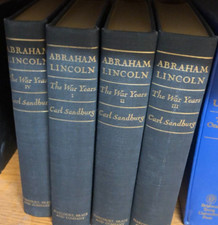 ABRAHAM
LINCOLN
The War Years
IV
Carl Sandburg
ABRAHAM
LINCOLN
The War Years
I
Carl Sandburg
ABRAHAM
LINCOLN
The War Years
II
Carl Sandburg
ABRAHAM
LINCOLN
The War Years
III
Carl Sandburg